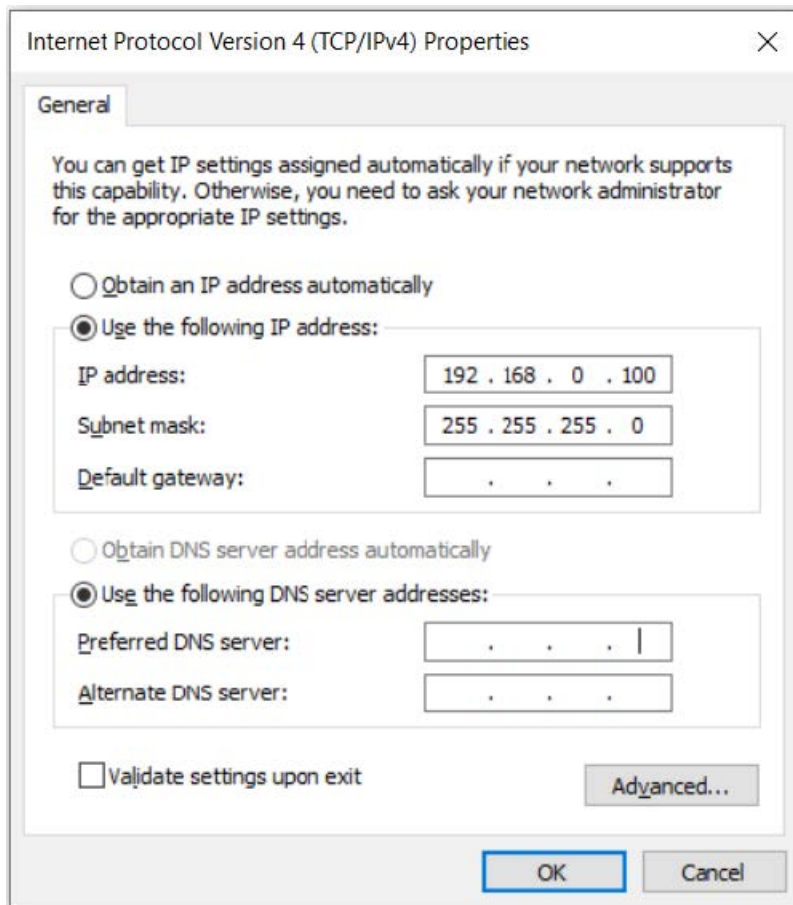 Internet Protocol Version 4 (TCP/IPv4) Properties
General
You can get IP settings assigned automatically if your network supports
this capability. Otherwise, you need to ask your network administrator
for the appropriate IP settings.
Obtain an IP address automatically
Use the following IP address:
IP address: 192 . 168 . 0 . 100
Subnet mask: 255 . 255 . 255 . 0
Default gateway: . . .
Obtain DNS server address automatically
Use the following DNS server addresses:
Preferred DNS server: . . .
Alternate DNS server: . . .
Validate settings upon exit
Advanced...
OK Cancel